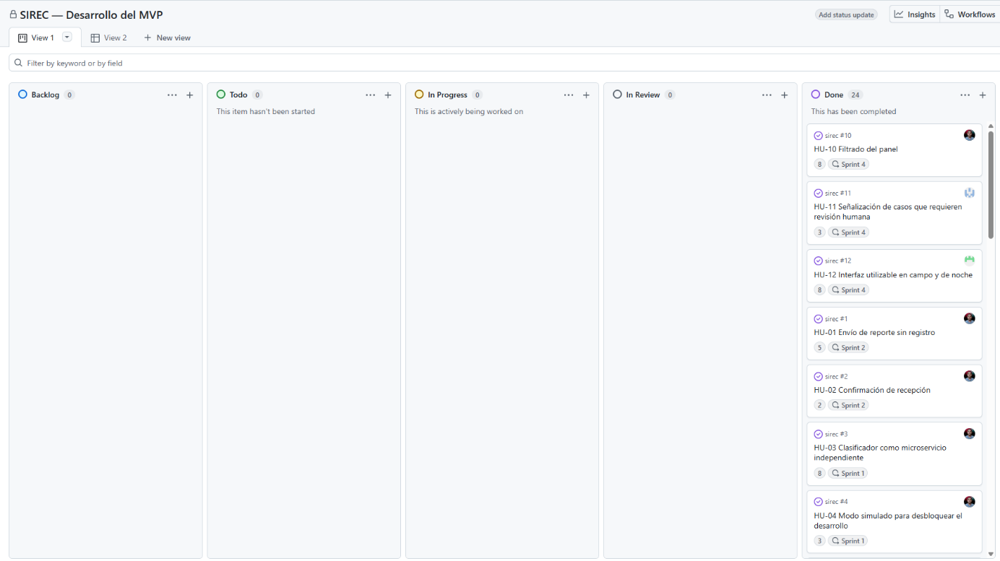 SIREC — Desarrollo del MVP
Add status update
Insights
Workflows
View 1
View 2
New view
Filter by keyword or by field
Backlog 0
Todo 0
This item hasn't been started
In Progress 0
This is actively being worked on
In Review 0
Done 24
This has been completed
sirec #10
HU-10 Filtrado del panel
8 Sprint 4
sirec #11
HU-11 Señalización de casos que requieren
revisión humana
3 Sprint 4
sirec #12
HU-12 Interfaz utilizable en campo y de noche
8 Sprint 4
sirec #1
HU-01 Envío de reporte sin registro
5 Sprint 2
sirec #2
HU-02 Confirmación de recepción
2 Sprint 2
sirec #3
HU-03 Clasificador como microservicio
independiente
8 Sprint 1
sirec #4
HU-04 Modo simulado para desbloquear el
desarrollo
3 Sprint 1